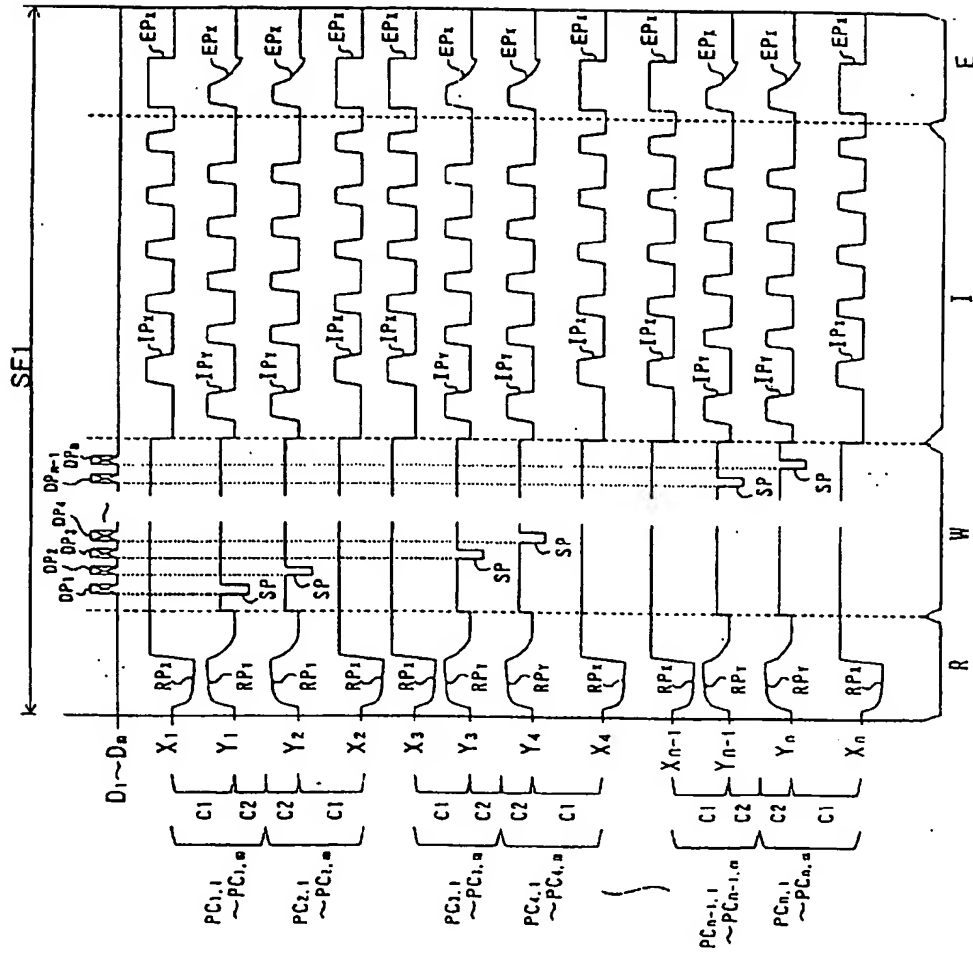 SF1
DP1 DP2 DP3 DP4 ~ DPn-1 DPn
D1~Dm
X1 RPX IPX EPX
Y1 RPY SP IPY EPX
Y2 RPY SP IPY EPX
X2 RPX IPX EPX
X3 RPX IPX EPX
Y3 RPY SP IPY EPX
Y4 RPY SP IPY EPX
X4 RPX IPX EPX
Xn-1 RPX IPX EPX
Yn-1 RPY SP IPY EPX
Yn RPY SP IPY EPX
Xn RPX IPX EPX
C1
C2
C2
C1
C1
C2
C2
C1
C1
C2
C2
C1
PC1,1
~PC1,m
PC2,1
~PC2,m
PC3,1
~PC3,m
PC4,1
~PC4,m
PCn-1,1
~PCn-1,m
PCn,1
~PCn,m
R W I E